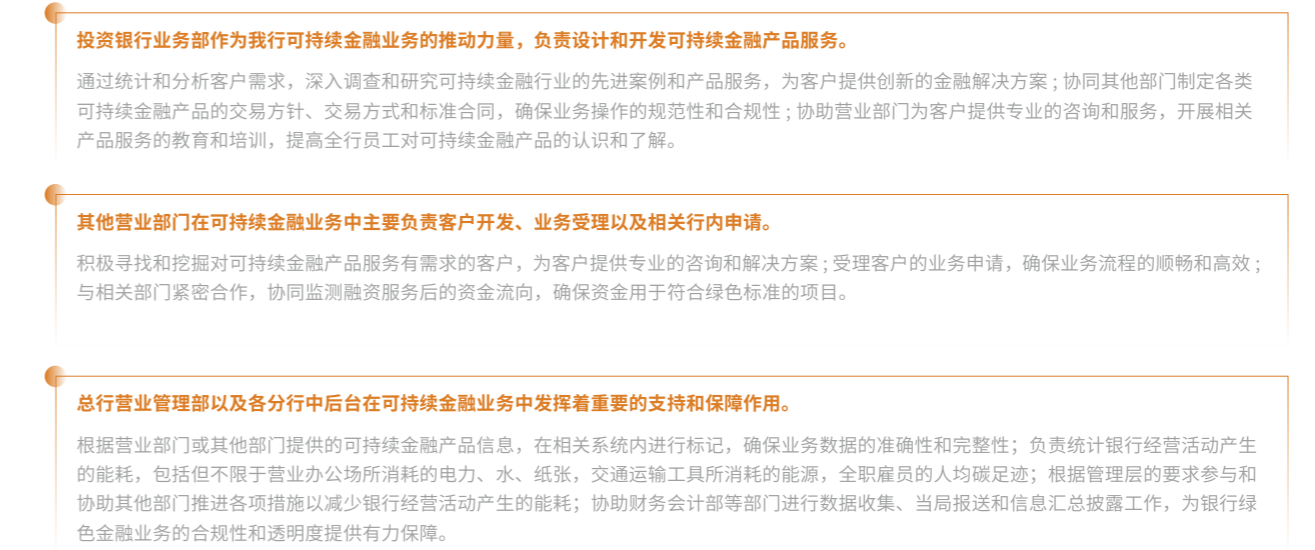 投资银行业务部作为我行可持续金融业务的推动力量，负责设计和开发可持续金融产品服务。
通过统计和分析客户需求，深入调查和研究可持续金融行业的先进案例和产品服务，为客户提供创新的金融解决方案；协同其他部门制定各类
可持续金融产品的交易方针、交易方式和标准合同，确保业务操作的规范性和合规性；协助营业部门为客户提供专业的咨询和服务，开展相关
产品服务的教育和培训，提高全行员工对可持续金融产品的认识和了解。
其他营业部门在可持续金融业务中主要负责客户开发、业务受理以及相关行内申请。
积极寻找和挖掘对可持续金融产品服务有需求的客户，为客户提供专业的咨询和解决方案；受理客户的业务申请，确保业务流程的顺畅和高效；
与相关部门紧密合作，协同监测融资服务后的资金流向，确保资金用于符合绿色标准的项目。
总行营业管理部以及各分行中后台在可持续金融业务中发挥着重要的支持和保障作用。
根据营业部门或其他部门提供的可持续金融产品信息，在相关系统内进行标记，确保业务数据的准确性和完整性；负责统计银行经营活动产生
的能耗，包括但不限于营业办公场所消耗的电力、水、纸张，交通运输工具所消耗的能源，全职雇员的人均碳足迹；根据管理层的要求参与和
协助其他部门推进各项措施以减少银行经营活动产生的能耗；协助财务会计部等部门进行数据收集、当局报送和信息汇总披露工作，为银行绿
色金融业务的合规性和透明度提供有力保障。